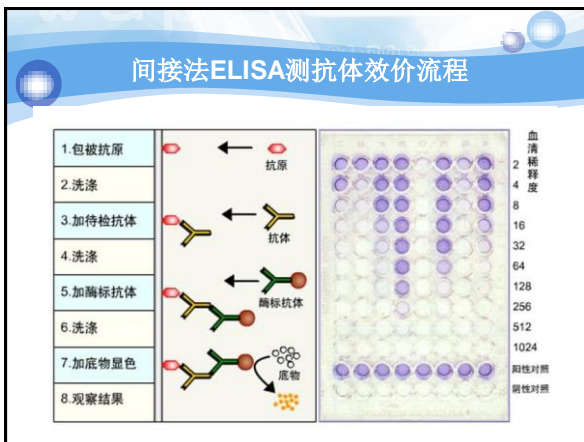 间接法ELISA测抗体效价流程
1.包被抗原
2.洗涤
3.加待检抗体
4.洗涤
5.加酶标抗体
6.洗涤
7.加底物显色
8.观察结果
抗原
抗体
酶标抗体
底物
血清稀释度
2
4
8
16
32
64
128
256
512
1024
阳性对照
阴性对照